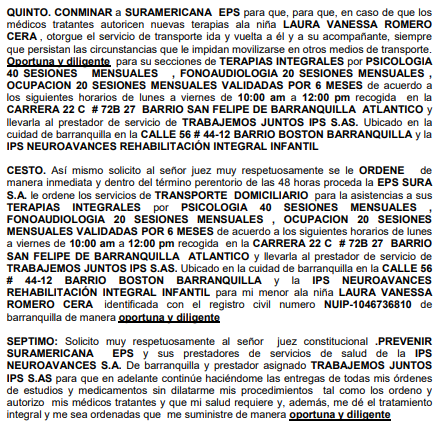 QUINTO. CONMINAR a SURAMERICANA EPS para que, para que, en caso de que los
médicos tratantes autoricen nuevas terapias ala niña LAURA VANESSA ROMERO
CERA , otorgue el servicio de transporte ida y vuelta a él y a su acompañante, siempre
que persistan las circunstancias que le impidan movilizarse en otros medios de transporte.
Oportuna y diligente para su secciones de TERAPIAS INTEGRALES por PSICOLOGIA
40 SESIONES MENSUALES , FONOAUDIOLOGIA 20 SESIONES MENSUALES ,
OCUPACION 20 SESIONES MENSUALES VALIDADAS POR 6 MESES de acuerdo a
los siguientes horarios de lunes a viernes de 10:00 am a 12:00 pm recogida en la
CARRERA 22 C # 72B 27 BARRIO SAN FELIPE DE BARRANQUILLA ATLANTICO y
llevarla al prestador de servicio de TRABAJEMOS JUNTOS IPS S.AS. Ubicado en la
cuidad de barranquilla en la CALLE 56 # 44-12 BARRIO BOSTON BARRANQUILLA y la
IPS NEUROAVANCES REHABILITACIÓN INTEGRAL INFANTIL
CESTO. Así mismo solicito al señor juez muy respetuosamente se le ORDENE de
manera inmediata y dentro del término perentorio de las 48 horas proceda la EPS SURA
S.A. le ordene los servicios de TRANSPORTE DOMICILIARIO para la asistencias a sus
TERAPIAS INTEGRALES por PSICOLOGIA 40 SESIONES MENSUALES ,
FONOAUDIOLOGIA 20 SESIONES MENSUALES , OCUPACION 20 SESIONES
MENSUALES VALIDADAS POR 6 MESES de acuerdo a los siguientes horarios de lunes
a viernes de 10:00 am a 12:00 pm recogida en la CARRERA 22 C # 72B 27 BARRIO
SAN FELIPE DE BARRANQUILLA ATLANTICO y llevarla al prestador de servicio de
TRABAJEMOS JUNTOS IPS S.AS. Ubicado en la cuidad de barranquilla en la CALLE 56
# 44-12 BARRIO BOSTON BARRANQUILLA y la IPS NEUROAVANCES
REHABILITACIÓN INTEGRAL INFANTIL para mi menor ala niña LAURA VANESSA
ROMERO CERA identificada con el registro civil numero NUIP-1046736810 de
barranquilla de manera oportuna y diligente
SEPTIMO: Solicito muy respetuosamente al señor juez constitucional .PREVENIR
SURAMERICANA EPS y sus prestadores de servicios de salud de la IPS
NEUROAVANCES S.A. De barranquilla y prestador asignado TRABAJEMOS JUNTOS
IPS S.AS para que en adelante continúe haciéndome las entregas de todas mis órdenes
de estudios y medicamentos sin dilatarme mis procedimientos tal como los ordeno y
autorizo mis médicos tratantes y que mi salud requiere y, además, me dé el tratamiento
integral y me sea ordenadas que me suministre de manera oportuna y diligente